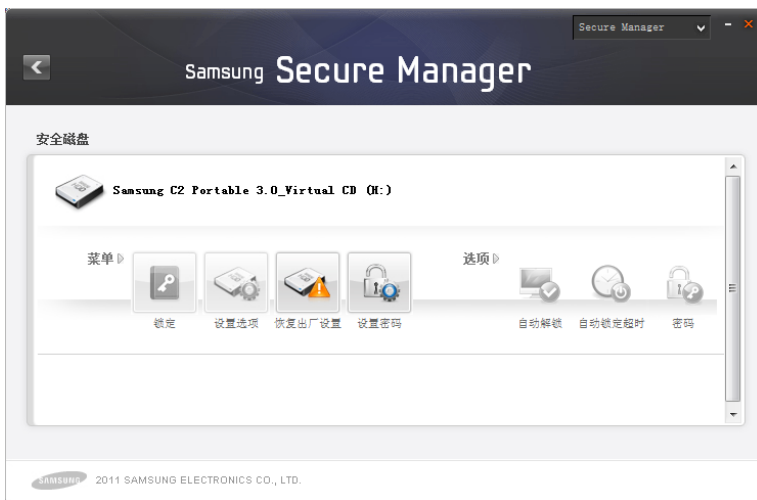 Secure Manager
Samsung Secure Manager
安全磁盘
Samsung C2 Portable 3.0_Virtual CD (H:)
菜单 选项
锁定 设置选项 恢复出厂设置 设置密码 自动解锁 自动锁定超时 密码
SAMSUNG 2011 SAMSUNG ELECTRONICS CO., LTD.